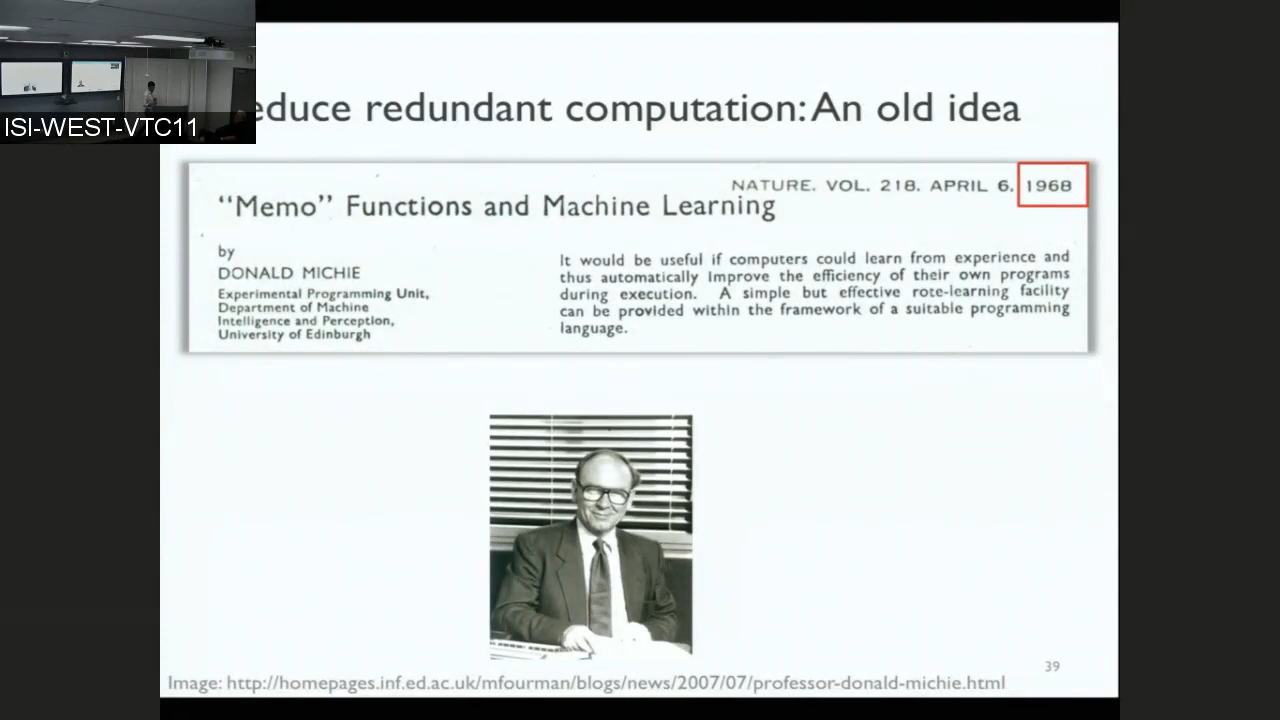 ISI-WEST-VTC11
educe redundant computation: An old idea
NATURE. VOL. 218. APRIL 6. 1968
"Memo" Functions and Machine Learning
by
DONALD MICHIE
Experimental Programming Unit,
Department of Machine
Intelligence and Perception,
University of Edinburgh
It would be useful if computers could learn from experience and
thus automatically improve the efficiency of their own programs
during execution. A simple but effective rote-learning facility
can be provided within the framework of a suitable programming
language.
39
Image: http://homepages.inf.ed.ac.uk/mfourman/blogs/news/2007/07/professor-donald-michie.html